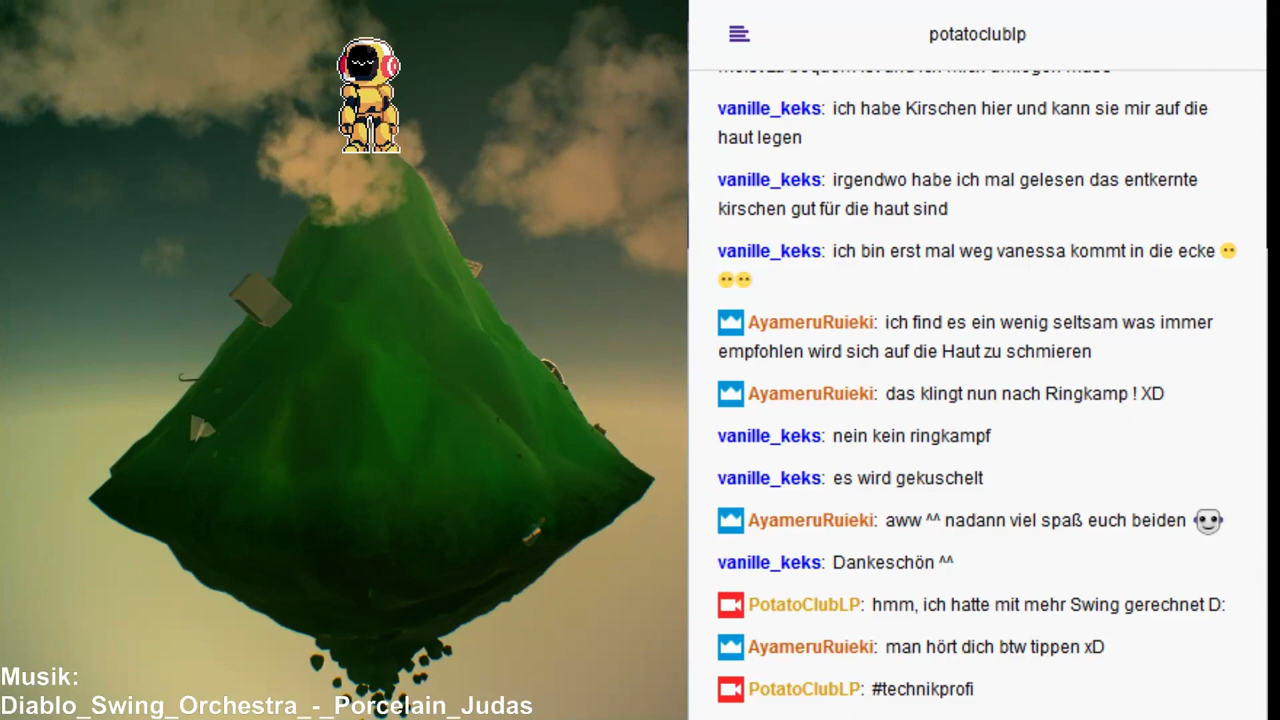 potatoclublp
vanille_keks: ich habe Kirschen hier und kann sie mir auf die
haut legen
vanille_keks: irgendwo habe ich mal gelesen das entkernte
kirschen gut für die haut sind
vanille_keks: ich bin erst mal weg vanessa kommt in die ecke
AyameruRuieki: ich find es ein wenig seltsam was immer
empfohlen wird sich auf die Haut zu schmieren
AyameruRuieki: das klingt nun nach Ringkamp ! XD
vanille_keks: nein kein ringkampf
vanille_keks: es wird gekuschelt
AyameruRuieki: aww ^^ nadann viel spaß euch beiden
vanille_keks: Dankeschön ^^
PotatoClubLP: hmm, ich hatte mit mehr Swing gerechnet D:
AyameruRuieki: man hört dich btw tippen xD
PotatoClubLP: #technikprofi
Musik:
Diablo_Swing_Orchestra_-_Porcelain_Judas